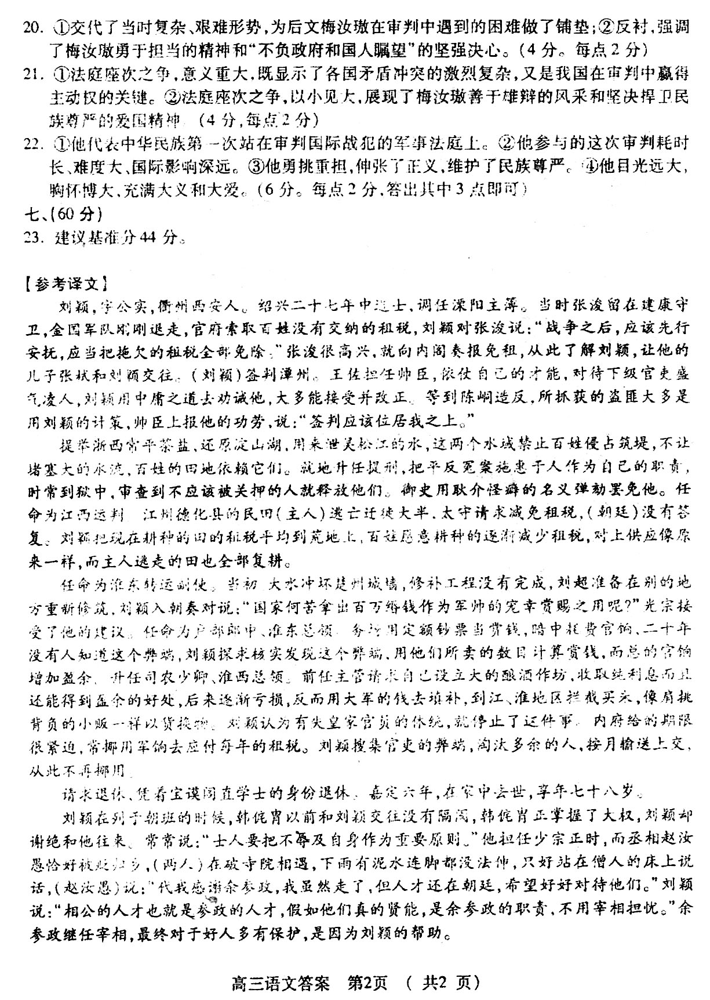 20. ①交代了当时复杂、艰难形势,为后文梅汝璈在审判中遇到的困难做了铺垫;②反衬,强调
了梅汝璈勇于担当的精神和“不负政府和国人瞩望”的坚强决心。(4 分。每点 2 分)
21. ①法庭座次之争,意义重大,既显示了各国矛盾冲突的激烈复杂,又是我国在审判中赢得
主动权的关键。②法庭座次之争,以小见大,展现了梅汝璈善于雄辩的风采和坚决捍卫民
族尊严的爱国精神。(4 分,每点 2 分)
22. ①他代表中华民族第一次站在审判国际战犯的军事法庭上。②他参与的这次审判耗时
长、难度大、国际影响深远。③他勇挑重担,伸张了正义,维护了民族尊严。④他目光远大,
胸怀博大,充满大义和大爱。(6 分。每点 2 分,答出其中 3 点即可)
七、(60 分)
23. 建议基准分 44 分。
【参考译文】
刘颖,字公实,衢州西安人。绍兴二十七年中进士,调任溧阳主簿。当时张浚留在建康守
卫,金国军队刚刚退走,官府索取百姓没有交纳的租税,刘颖对张浚说:“战争之后,应该先行
安抚,应当把拖欠的租税全部免除。”张浚很高兴,就向内阁奏报免租,从此了解刘颖,让他的
儿子张栻和刘颖交往。(刘颖)签判潭州。王佐担任帅臣,依仗自己的才能,对待下级官吏盛
气凌人,刘颖用中庸之道去劝诫他,大多能接受并改正。等到陈峒造反,所抓获的盗匪大多是
用刘颖的计策,帅臣上报他的功劳,说:“签判应该位居我之上。”
提举浙西常平茶盐,还原淀山湖,用来泄吴松江的水,这两个水域禁止百姓侵占筑堤,不让
堵塞大的水流,百姓的田地依赖它们。就地升任提刑,把平反冤案施惠于人作为自己的职责,
时常到狱中,审查到不应该被关押的人就释放他们。御史用耿介怪癖的名义弹劾罢免他。任
命为江西运判。江州德化县的民田(主人)逃亡迁徙大半,太守请求减免租税,(朝廷)没有答
复。刘颖把现在耕种的田的租税平均到荒地上,百姓愿意耕种的逐渐减少租税,对上供应像原
来一样,而主人逃走的田也全部复耕。
任命为淮东转运副使。当初,大水冲坏楚州城墙,修补工程没有完成,刘超准备在别的地
方重新修筑,刘颖入朝奏对说:“国家何苦拿出百万缗钱作为军帅的宠幸赏赐之用呢?”光宗接
受了他的建议。任命为户部郎中、淮东总领。务场用定额钞票当赏钱,暗中耗费官饷,二十年
没有人知道这个弊端,刘颖探求核实发现这个弊端,用他们所卖的数目计算赏钱,而总的官饷
增加盈余。升任司农少卿、淮西总领。前任主管请求自己设立大的酿酒作坊,收取纯利息而且
还能得到盈余的好处,后来逐渐亏损,反而用大军的钱去填补,到江、淮地区拦截买米,像肩挑
背负的小贩一样以货换物。刘颖认为有失皇家官员的体统,就停止了这件事。内府给的期限
很紧迫,常挪用军饷去应付每年的租税。刘颖搜集官吏的弊端,淘汰多余的人,按月输送上交,
从此不再挪用。
请求退休,凭着宝谟阁直学士的身份退休。嘉定六年,在家中去世,享年七十八岁。
刘颖在列于朝班的时候,韩侂胄以前和刘颖交往没有隔阂,韩侂胄正掌握了大权,刘颖却
谢绝和他往来。常常说:“士人要把不辱及自身作为重要原则。”他担任少宗正时,而丞相赵汝
愚恰好被贬归乡,(两人)在破寺院相遇,下雨有泥水连脚都没法伸,只好站在僧人的床上说
话,(赵汝愚)说:“代我感谢余参政,我虽然走了,但人才还在朝廷,希望好好对待他们。”刘颖
说:“相公的人才也就是参政的人才,假如他们真的贤能,是余参政的职责,不用宰相担忧。”余
参政继任宰相,最终对于好人多有保护,是因为刘颖的帮助。
高三语文答案 第2页 ( 共2 页)